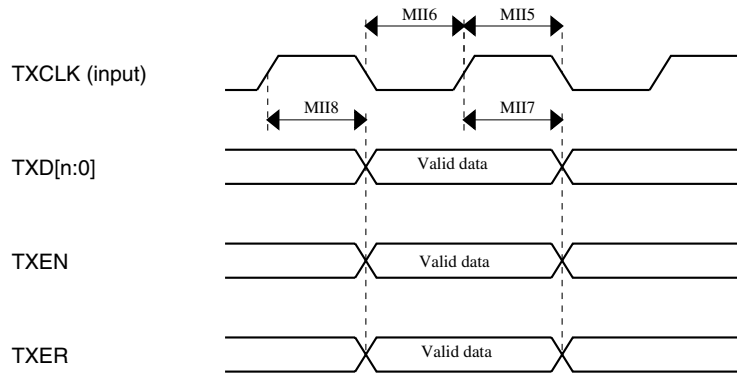 MII6
MII5
TXCLK (input)
MII8
MII7
TXD[n:0]
Valid data
TXEN
Valid data
TXER
Valid data